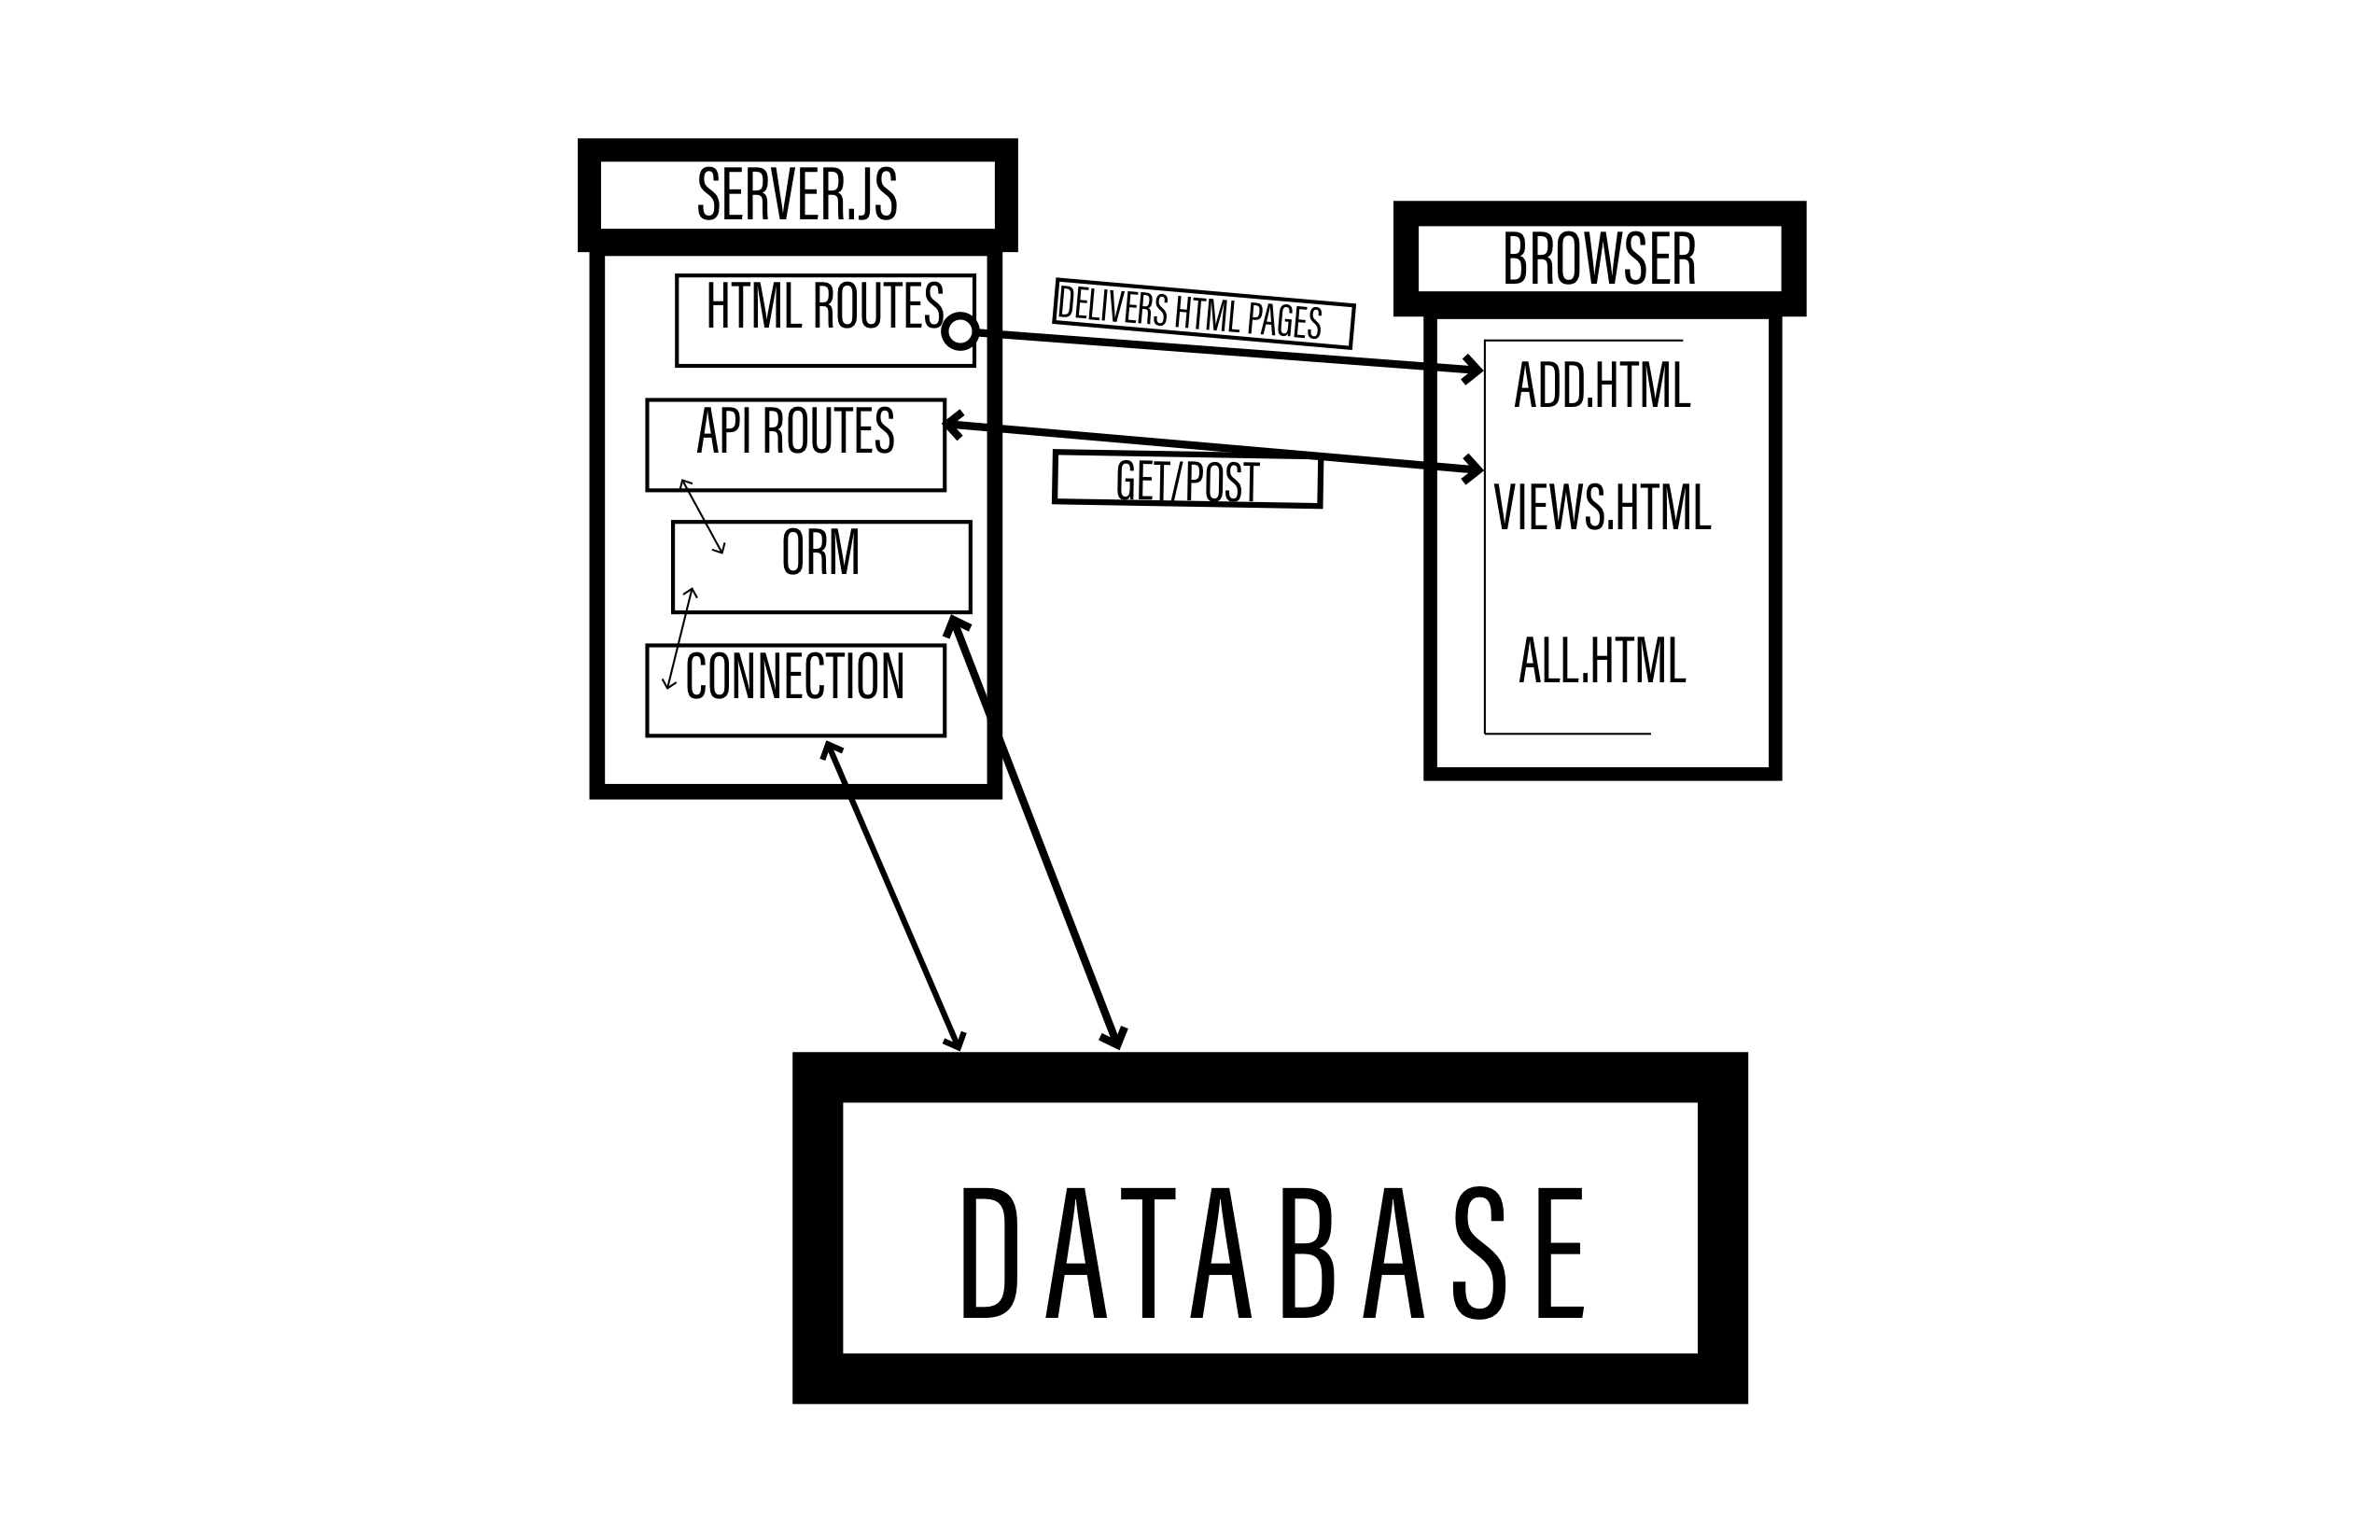 SERVER.JS
HTML ROUTES
API ROUTES
ORM
CONNECTION
DELIVERS HTML PAGES
GET/POST
BROWSER
ADD.HTML
VIEWS.HTML
ALL.HTML
DATABASE